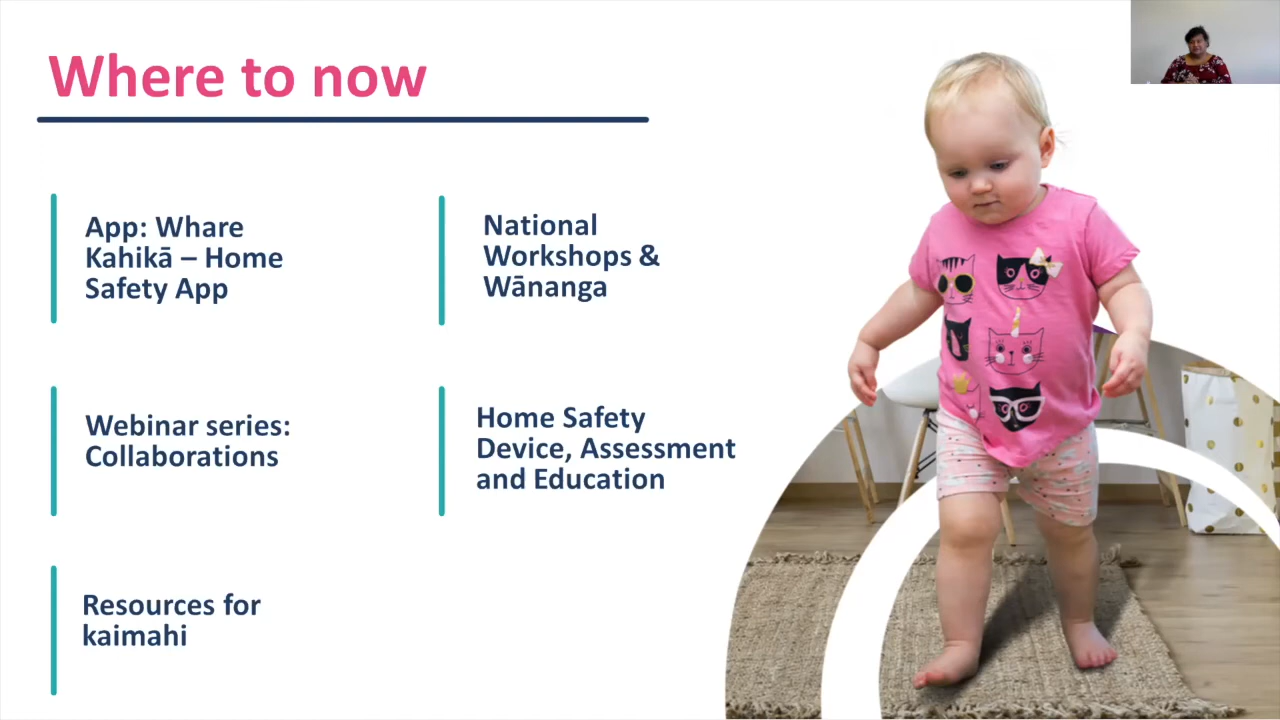 Where to now
App: Whare
Kahikā – Home
Safety App
National
Workshops &
Wānanga
Webinar series:
Collaborations
Home Safety
Device, Assessment
and Education
Resources for
kaimahi